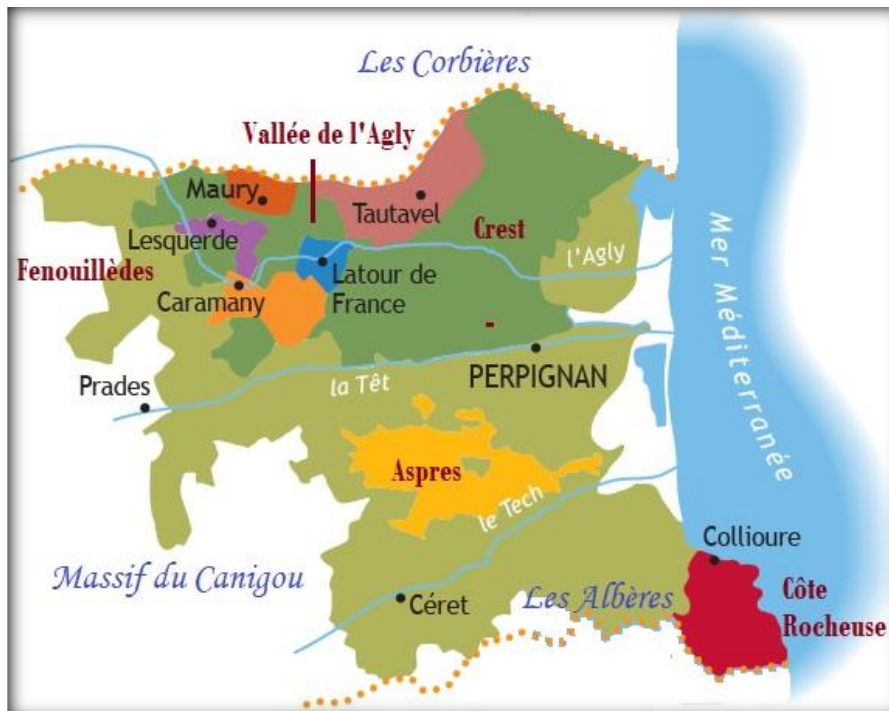 Les Corbières
Vallée de l'Agly
Maury
Tautavel
Lesquerde
Crest
Fenouillèdes
l'Agly
Latour de
France
Caramany
Mer Méditerranée
PERPIGNAN
la Têt
Prades
Aspres
le Tech
Collioure
Massif du Canigou
Les Albères
Céret
Côte
Rocheuse